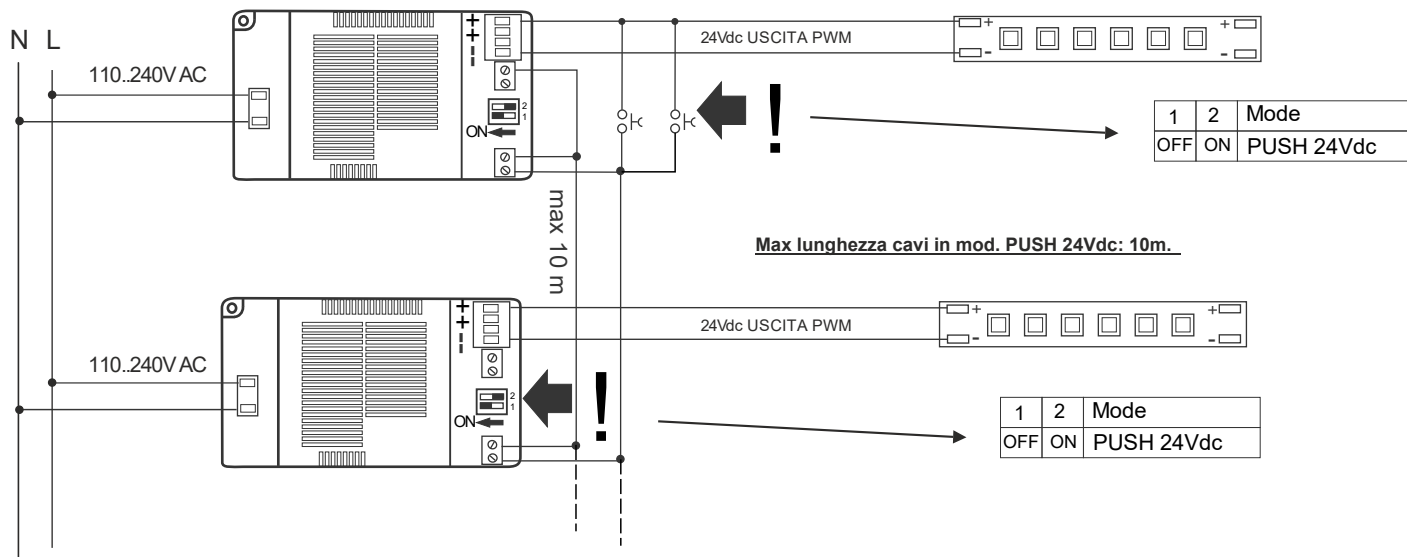 N L
110..240V AC
+
+
-
-
2
1
ON
24Vdc USCITA PWM
+ +
- -
!
1 2 Mode
OFF ON PUSH 24Vdc
max 10 m
Max lunghezza cavi in mod. PUSH 24Vdc: 10m.
110..240V AC
+
+
-
-
2
1
ON
24Vdc USCITA PWM
+ +
- -
!
1 2 Mode
OFF ON PUSH 24Vdc